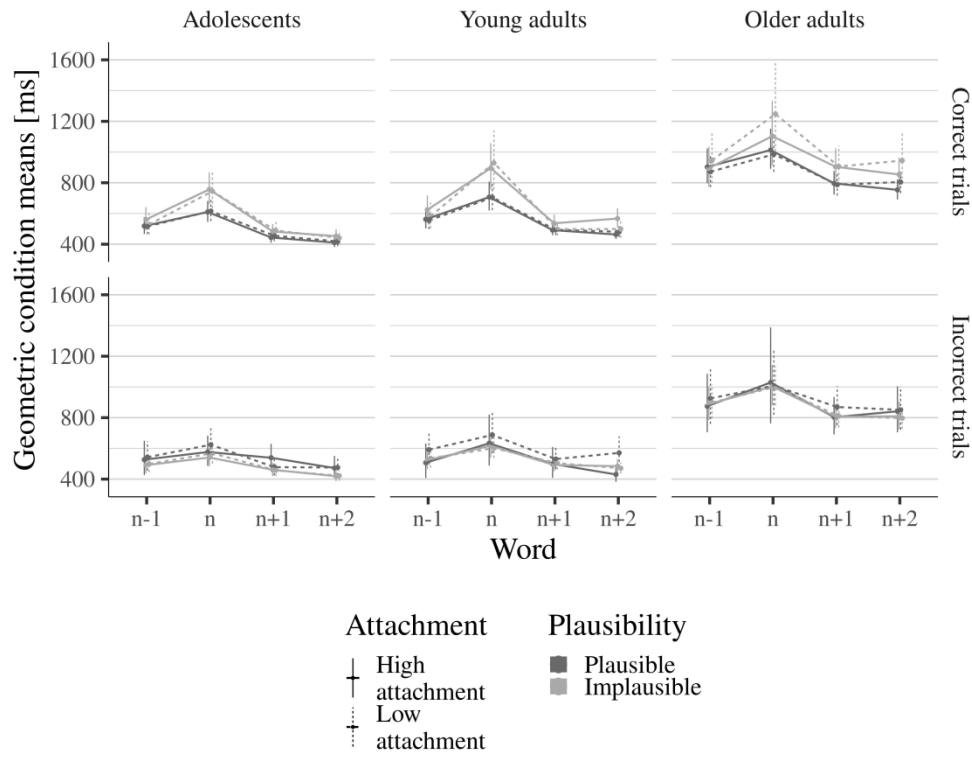 Adolescents Young adults Older adults
Geometric condition means [ms]
1600
1200
800
400
Correct trials
1600
1200
800
400
Incorrect trials
n-1 n n+1 n+2 n-1 n n+1 n+2 n-1 n n+1 n+2
Word
Attachment
High
attachment
Low
attachment
Plausibility
Plausible
Implausible